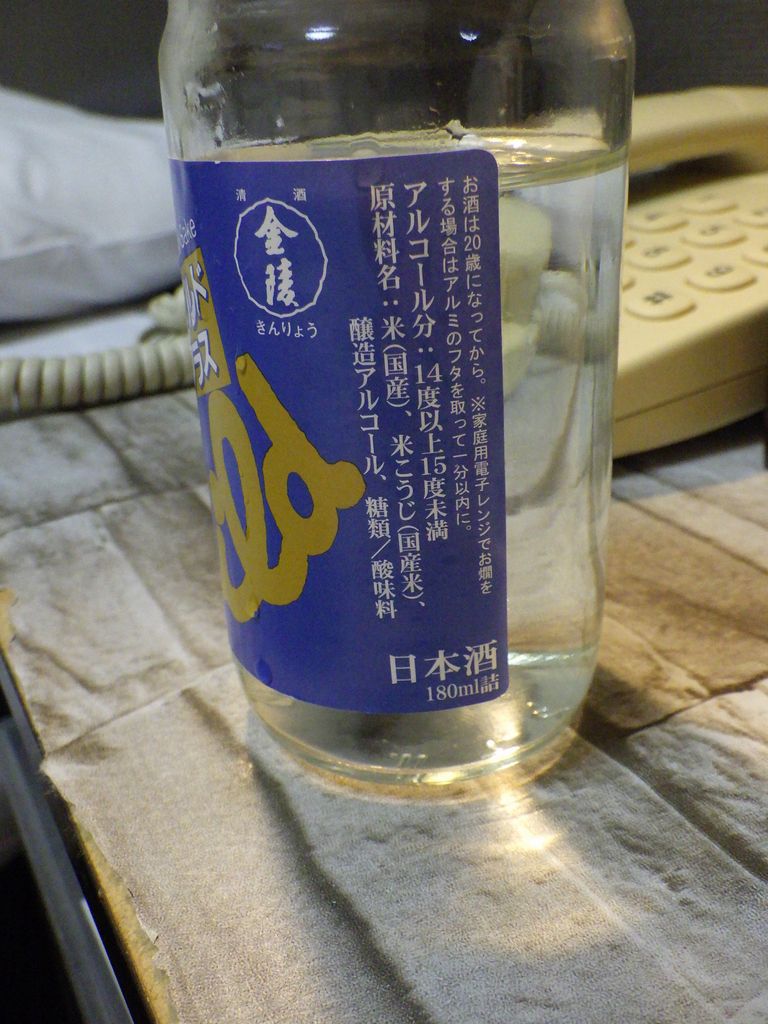 お酒は20歳になってから。※家庭用電子レンジでお燗を
する場合はアルミのフタを取って一分以内に。
アルコール分：14度以上15度未満
原材料名：米(国産)、米こうじ(国産米)、
醸造アルコール、糖類／酸味料
清酒
金陵
きんりょう
日本酒
180ml詰